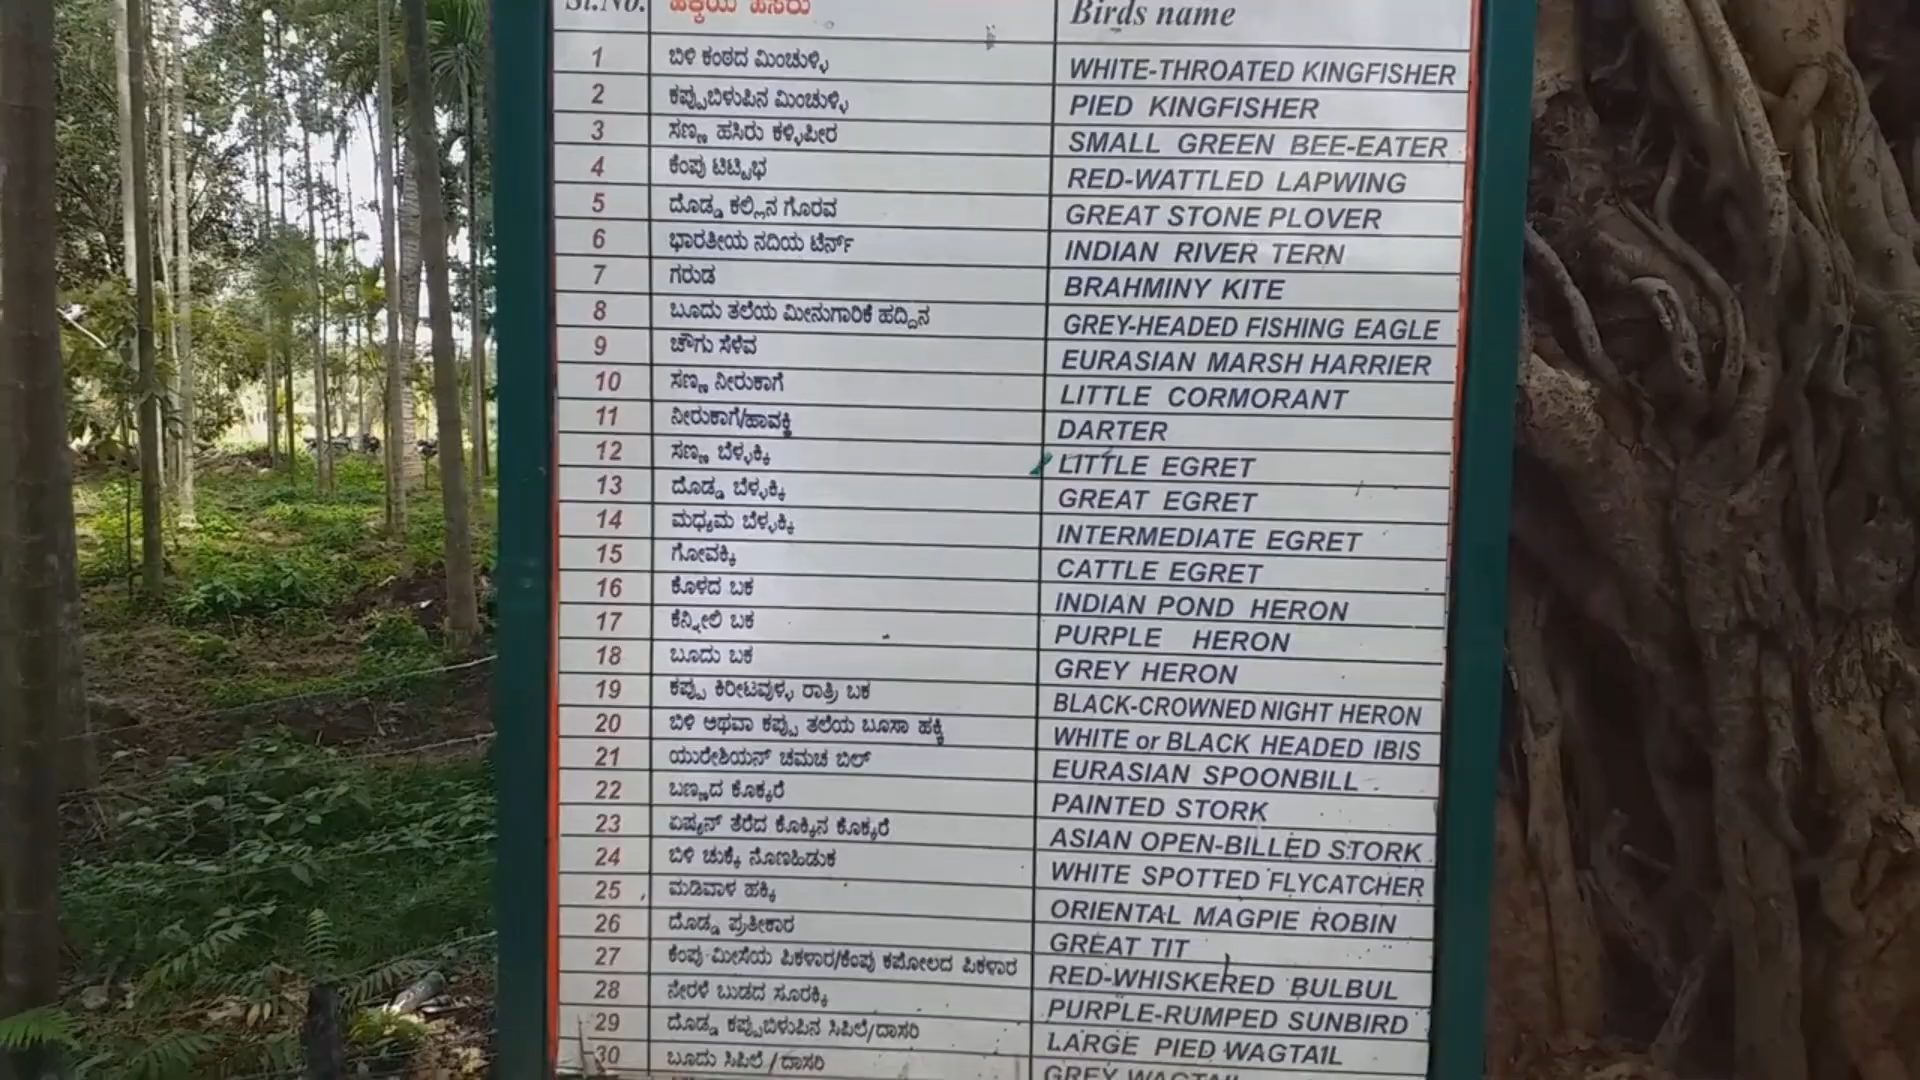 Sl.No. ಹಕ್ಕಿಯ ಹೆಸರು Birds name
1 ಬಿಳಿ ಕಂಠದ ಮಿಂಚುಳ್ಳಿ WHITE-THROATED KINGFISHER
2 ಕಪ್ಪುಬಿಳುಪಿನ ಮಿಂಚುಳ್ಳಿ PIED KINGFISHER
3 ಸಣ್ಣ ಹಸಿರು ಕಳ್ಳಿಪೀರ SMALL GREEN BEE-EATER
4 ಕೆಂಪು ಟಿಟ್ಟಿಭ RED-WATTLED LAPWING
5 ದೊಡ್ಡ ಕಲ್ಲಿನ ಗೊರವ GREAT STONE PLOVER
6 ಭಾರತೀಯ ನದಿಯ ಟೆರ್ನ್ INDIAN RIVER TERN
7 ಗರುಡ BRAHMINY KITE
8 ಬೂದು ತಲೆಯ ಮೀನುಗಾರಿಕೆ ಹದ್ದಿನ GREY-HEADED FISHING EAGLE
9 ಚೌಗು ಸೆಳೆವ EURASIAN MARSH HARRIER
10 ಸಣ್ಣ ನೀರುಕಾಗೆ LITTLE CORMORANT
11 ನೀರುಕಾಗೆ/ಹಾವಕ್ಕಿ DARTER
12 ಸಣ್ಣ ಬೆಳ್ಳಕ್ಕಿ LITTLE EGRET
13 ದೊಡ್ಡ ಬೆಳ್ಳಕ್ಕಿ GREAT EGRET
14 ಮಧ್ಯಮ ಬೆಳ್ಳಕ್ಕಿ INTERMEDIATE EGRET
15 ಗೋವಕ್ಕಿ CATTLE EGRET
16 ಕೊಳದ ಬಕ INDIAN POND HERON
17 ಕೆನ್ನೀಲಿ ಬಕ PURPLE HERON
18 ಬೂದು ಬಕ GREY HERON
19 ಕಪ್ಪು ಕಿರೀಟವುಳ್ಳ ರಾತ್ರಿ ಬಕ BLACK-CROWNED NIGHT HERON
20 ಬಿಳಿ ಅಥವಾ ಕಪ್ಪು ತಲೆಯ ಬೂಸಾ ಹಕ್ಕಿ WHITE or BLACK HEADED IBIS
21 ಯುರೇಶಿಯನ್ ಚಮಚ ಬಿಲ್ EURASIAN SPOONBILL
22 ಬಣ್ಣದ ಕೊಕ್ಕರೆ PAINTED STORK
23 ಏಷ್ಯನ್ ತೆರೆದ ಕೊಕ್ಕಿನ ಕೊಕ್ಕರೆ ASIAN OPEN-BILLED STORK
24 ಬಿಳಿ ಚುಕ್ಕೆ ನೊಣಹಿಡುಕ WHITE SPOTTED FLYCATCHER
25 ಮಡಿವಾಳ ಹಕ್ಕಿ ORIENTAL MAGPIE ROBIN
26 ದೊಡ್ಡ ಪ್ರತೀಕಾರ GREAT TIT
27 ಕೆಂಪು ಮೀಸೆಯ ಪಿಕಳಾರ/ಕೆಂಪು ಕಪೋಲದ ಪಿಕಳಾರ RED-WHISKERED BULBUL
28 ನೇರಳೆ ಬುಡದ ಸೂರಕ್ಕಿ PURPLE-RUMPED SUNBIRD
29 ದೊಡ್ಡ ಕಪ್ಪುಬಿಳುಪಿನ ಸಿಪಿಲೆ/ದಾಸರಿ LARGE PIED WAGTAIL
30 ಬೂದು ಸಿಪಿಲೆ / ದಾಸರಿ GREY WAGTAIL